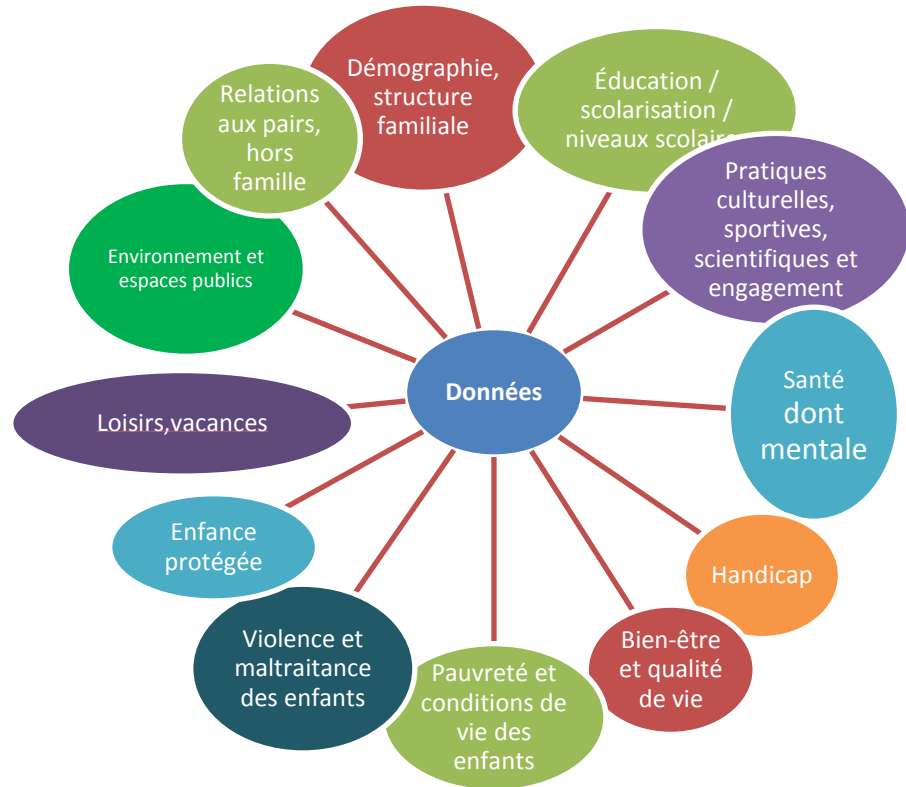 Démographie,
structure
familiale
Éducation /
scolarisation /
niveaux scolaire
Pratiques
culturelles,
sportives,
scientifiques et
engagement
Santé
dont
mentale
Handicap
Bien-être
et qualité
de vie
Pauvreté et
conditions de
vie des
enfants
Violence et
maltraitance
des enfants
Enfance
protégée
Loisirs,vacances
Environnement et
espaces publics
Relations
aux pairs,
hors
famille
Données